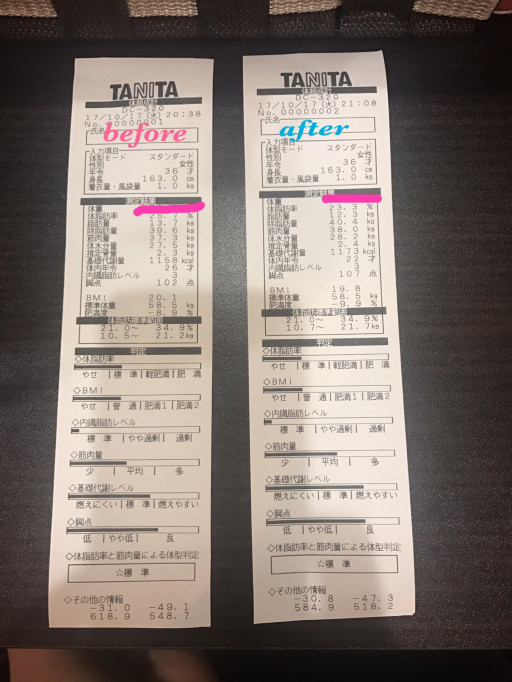 TANITA
体脂肪計
DC-320
17/10/17(火) 20:38
No. 00000001
氏名
before
入力項目
体型モード スタンダード
性別 女性
年令 36 才
身長 163.0 cm
着衣量・風袋量 1.0 kg
測定結果
体重
体脂肪率 25.7 %
脂肪量 13.7 kg
除脂肪量 39.6 kg
筋肉量 37.3 kg
体水分量 27.5 kg
推定骨量 2.3 kg
基礎代謝量 1158 kcal
体内年令 26 才
内臓脂肪レベル 3
脚点 102 点
BMI 20.1
標準体重 58.5 kg
肥満度 -8.9 %
21.0~ 34.9%
10.5~ 21.2kg
判定
◇体脂肪率
やせ | 標 準 | 軽肥満 | 肥 満
◇BMI
やせ | 普 通 | 肥満1 | 肥満2
◇内臓脂肪レベル
標 準 | やや過剰 | 過剰
◇筋肉量
少 | 平均 | 多
◇基礎代謝レベル
燃えにくい | 標 準 | 燃えやすい
◇脚点
低 | やや低 | 良
◇体脂肪率と筋肉量による体型判定
☆標 準
◇その他の情報
-31.0 -49.1
618.9 548.7
TANITA
体脂肪計
DC-320
17/10/17(火) 21:08
No. 00000002
氏名
after
入力項目
体型モード スタンダード
性別 女性
年令 36 才
身長 163.0 cm
着衣量・風袋量 1.0 kg
測定結果
体重
体脂肪率 23.3 %
脂肪量 12.3 kg
除脂肪量 40.4 kg
筋肉量 38.0 kg
体水分量 28.2 kg
推定骨量 2.4 kg
基礎代謝量 1173 kcal
体内年令 22 才
内臓脂肪レベル 3
脚点 107 点
BMI 19.8
標準体重 58.5 kg
肥満度 -9.9 %
21.0~ 34.9%
10.7~ 21.7kg
判定
◇体脂肪率
やせ | 標 準 | 軽肥満 | 肥 満
◇BMI
やせ | 普 通 | 肥満1 | 肥満2
◇内臓脂肪レベル
標 準 | やや過剰 | 過剰
◇筋肉量
少 | 平均 | 多
◇基礎代謝レベル
燃えにくい | 標 準 | 燃えやすい
◇脚点
低 | やや低 | 良
◇体脂肪率と筋肉量による体型判定
☆標 準
◇その他の情報
-30.8 -47.3
584.9 518.2